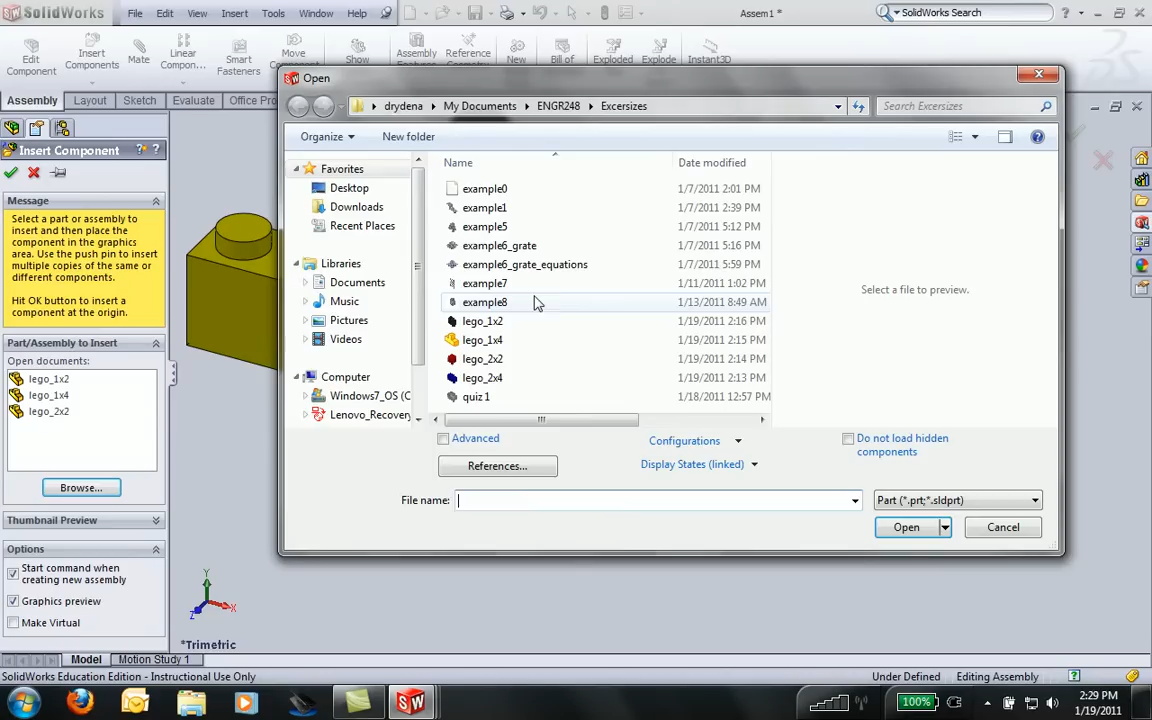 SolidWorks File Edit View Insert Tools Window Help Assem1 * SolidWorks Search ?
Edit Component
Insert Components
Mate
Linear Compon...
Smart Fasteners
Move
Show
Assembly
Reference
New
Bill of
Exploded
Explode
Instant3D
Assembly Layout Sketch Evaluate Office Pro
Open
drydena My Documents ENGR248 Excersizes Search Excersizes
Organize New folder
Insert Component ? ?
Message
Select a part or assembly to
insert and then place the
component in the graphics
area. Use the push pin to insert
multiple copies of the same or
different components.
Hit OK button to insert a
component at the origin.
Part/Assembly to Insert
Open documents:
lego_1x2
lego_1x4
lego_2x2
Browse...
Thumbnail Preview
Options
Start command when
creating new assembly
Graphics preview
Make Virtual
Favorites
Desktop
Downloads
Recent Places
Libraries
Documents
Music
Pictures
Videos
Computer
Windows7_OS (C
Lenovo_Recovery
Name Date modified
example0 1/7/2011 2:01 PM
example1 1/7/2011 2:39 PM
example5 1/7/2011 5:12 PM
example6_grate 1/7/2011 5:16 PM
example6_grate_equations 1/7/2011 5:59 PM
example7 1/11/2011 1:02 PM
example8 1/13/2011 8:49 AM
lego_1x2 1/19/2011 2:16 PM
lego_1x4 1/19/2011 2:15 PM
lego_2x2 1/19/2011 2:14 PM
lego_2x4 1/19/2011 2:13 PM
quiz1 1/18/2011 12:57 PM
Select a file to preview.
Advanced
Configurations
Do not load hidden
components
References...
Display States (linked)
File name: Part (*.prt;*.sldprt)
Open Cancel
Y
X
Z
*Trimetric
Model Motion Study 1
SolidWorks Education Edition - Instructional Use Only Under Defined Editing Assembly ?
100% 2:29 PM
1/19/2011